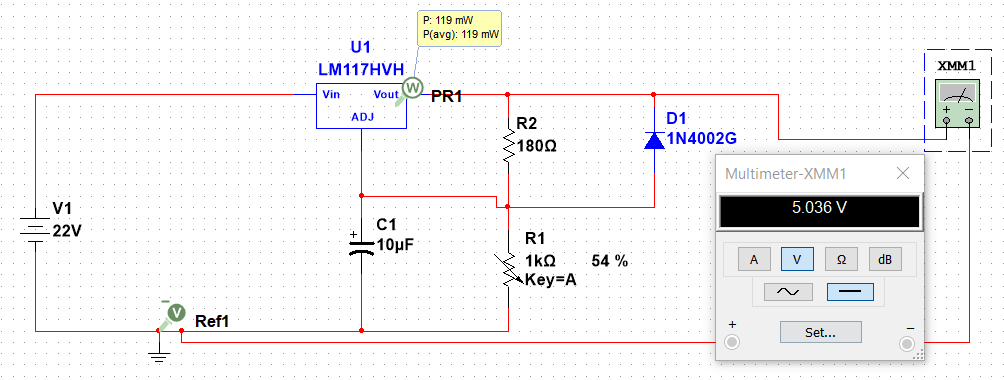 P: 119 mW
P(avg): 119 mW
U1
LM117HVH
Vin
Vout
W
PR1
ADJ
XMM1
+
−
R2
180Ω
D1
1N4002G
Multimeter-XMM1
5.036 V
V1
22V
+
C1
10µF
R1
1kΩ
54 %
Key=A
A
V
Ω
dB
Set...
+
−
V
Ref1